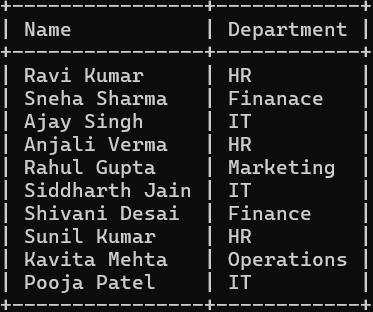 +----------------+-------------+
| Name | Department |
+----------------+-------------+
| Ravi Kumar | HR |
| Sneha Sharma | Finanace |
| Ajay Singh | IT |
| Anjali Verma | HR |
| Rahul Gupta | Marketing |
| Siddharth Jain | IT |
| Shivani Desai | Finance |
| Sunil Kumar | HR |
| Kavita Mehta | Operations |
| Pooja Patel | IT |
+----------------+-------------+